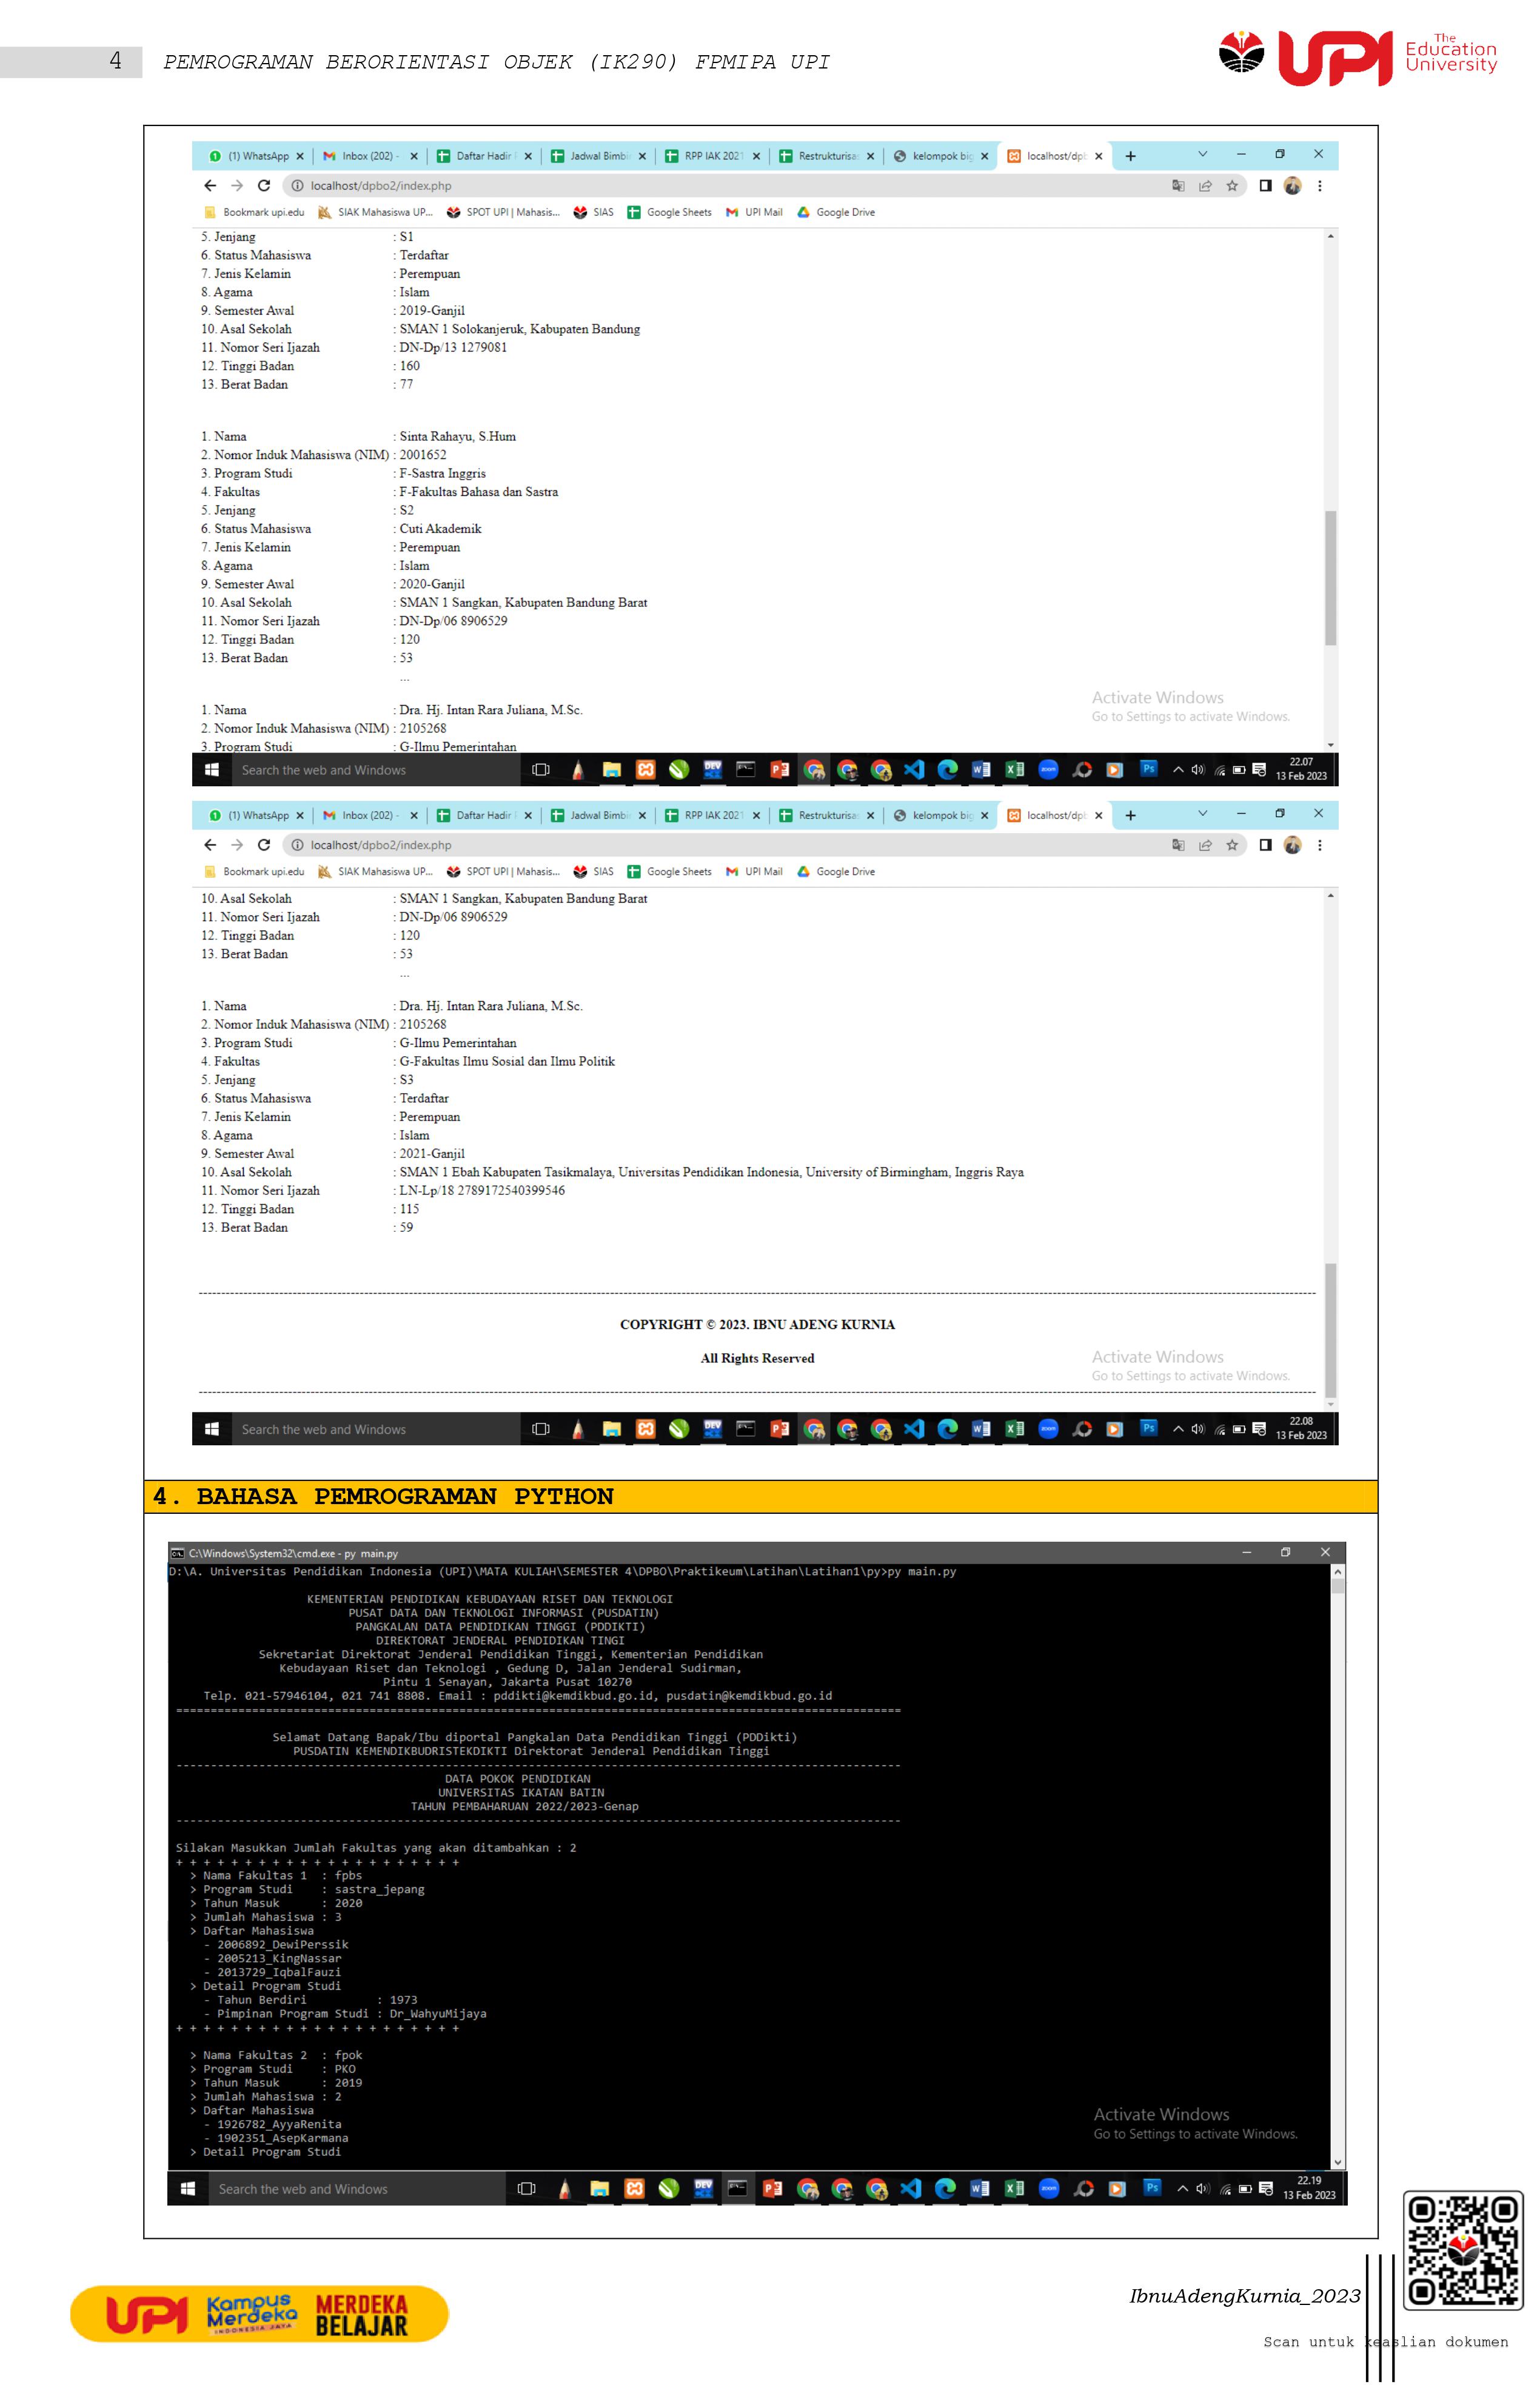 4 PEMROGRAMAN BERORIENTASI OBJEK (IK290) FPMIPA UPI
UPI The Education University
(1) WhatsApp Inbox (202) - Daftar Hadir Jadwal Bimbi RPP IAK 2021 Restrukturisa kelompok big localhost/dpb
localhost/dpbo2/index.php
Bookmark upi.edu SIAK Mahasiswa UP... SPOT UPI | Mahasis... SIAS Google Sheets UPI Mail Google Drive
5. Jenjang : S1
6. Status Mahasiswa : Terdaftar
7. Jenis Kelamin : Perempuan
8. Agama : Islam
9. Semester Awal : 2019-Ganjil
10. Asal Sekolah : SMAN 1 Solokanjeruk, Kabupaten Bandung
11. Nomor Seri Ijazah : DN-Dp/13 1279081
12. Tinggi Badan : 160
13. Berat Badan : 77
1. Nama : Sinta Rahayu, S.Hum
2. Nomor Induk Mahasiswa (NIM) : 2001652
3. Program Studi : F-Sastra Inggris
4. Fakultas : F-Fakultas Bahasa dan Sastra
5. Jenjang : S2
6. Status Mahasiswa : Cuti Akademik
7. Jenis Kelamin : Perempuan
8. Agama : Islam
9. Semester Awal : 2020-Ganjil
10. Asal Sekolah : SMAN 1 Sangkan, Kabupaten Bandung Barat
11. Nomor Seri Ijazah : DN-Dp/06 8906529
12. Tinggi Badan : 120
13. Berat Badan : 53
...
1. Nama : Dra. Hj. Intan Rara Juliana, M.Sc.
2. Nomor Induk Mahasiswa (NIM) : 2105268
3. Program Studi : G-Ilmu Pemerintahan
Activate Windows
Go to Settings to activate Windows.
Search the web and Windows 22.07
13 Feb 2023
(1) WhatsApp Inbox (202) - Daftar Hadir Jadwal Bimbi RPP IAK 2021 Restrukturisa kelompok big localhost/dpb
localhost/dpbo2/index.php
Bookmark upi.edu SIAK Mahasiswa UP... SPOT UPI | Mahasis... SIAS Google Sheets UPI Mail Google Drive
10. Asal Sekolah : SMAN 1 Sangkan, Kabupaten Bandung Barat
11. Nomor Seri Ijazah : DN-Dp/06 8906529
12. Tinggi Badan : 120
13. Berat Badan : 53
...
1. Nama : Dra. Hj. Intan Rara Juliana, M.Sc.
2. Nomor Induk Mahasiswa (NIM) : 2105268
3. Program Studi : G-Ilmu Pemerintahan
4. Fakultas : G-Fakultas Ilmu Sosial dan Ilmu Politik
5. Jenjang : S3
6. Status Mahasiswa : Terdaftar
7. Jenis Kelamin : Perempuan
8. Agama : Islam
9. Semester Awal : 2021-Ganjil
10. Asal Sekolah : SMAN 1 Ebah Kabupaten Tasikmalaya, Universitas Pendidikan Indonesia, University of Birmingham, Inggris Raya
11. Nomor Seri Ijazah : LN-Lp/18 2789172540399546
12. Tinggi Badan : 115
13. Berat Badan : 59
COPYRIGHT © 2023. IBNU ADENG KURNIA
All Rights Reserved
Activate Windows
Go to Settings to activate Windows.
Search the web and Windows 22.08
13 Feb 2023
4. BAHASA PEMROGRAMAN PYTHON
C:\Windows\System32\cmd.exe - py main.py
D:\A. Universitas Pendidikan Indonesia (UPI)\MATA KULIAH\SEMESTER 4\DPBO\Praktikeum\Latihan\Latihan1\py>py main.py
KEMENTERIAN PENDIDIKAN KEBUDAYAAN RISET DAN TEKNOLOGI
PUSAT DATA DAN TEKNOLOGI INFORMASI (PUSDATIN)
PANGKALAN DATA PENDIDIKAN TINGGI (PDDIKTI)
DIREKTORAT JENDERAL PENDIDIKAN TINGI
Sekretariat Direktorat Jenderal Pendidikan Tinggi, Kementerian Pendidikan
Kebudayaan Riset dan Teknologi , Gedung D, Jalan Jenderal Sudirman,
Pintu 1 Senayan, Jakarta Pusat 10270
Telp. 021-57946104, 021 741 8808. Email : pddikti@kemdikbud.go.id, pusdatin@kemdikbud.go.id
Selamat Datang Bapak/Ibu diportal Pangkalan Data Pendidikan Tinggi (PDDikti)
PUSDATIN KEMENDIKBUDRISTEKDIKTI Direktorat Jenderal Pendidikan Tinggi
DATA POKOK PENDIDIKAN
UNIVERSITAS IKATAN BATIN
TAHUN PEMBAHARUAN 2022/2023-Genap
Silakan Masukkan Jumlah Fakultas yang akan ditambahkan : 2
+ + + + + + + + + + + + + + + + + + + + +
> Nama Fakultas 1 : fpbs
> Program Studi : sastra_jepang
> Tahun Masuk : 2020
> Jumlah Mahasiswa : 3
> Daftar Mahasiswa
- 2006892_DewiPerssik
- 2005213_KingNassar
- 2013729_IqbalFauzi
> Detail Program Studi
- Tahun Berdiri : 1973
- Pimpinan Program Studi : Dr_WahyuMijaya
+ + + + + + + + + + + + + + + + + + + + +
> Nama Fakultas 2 : fpok
> Program Studi : PKO
> Tahun Masuk : 2019
> Jumlah Mahasiswa : 2
> Daftar Mahasiswa
- 1926782_AyyaRenita
- 1902351_AsepKarmana
> Detail Program Studi
Activate Windows
Go to Settings to activate Windows.
Search the web and Windows 22.19
13 Feb 2023
UPI Kampus Merdeka INDONESIA JAYA MERDEKA BELAJAR
IbnuAdengKurnia_2023
Scan untuk keaslian dokumen